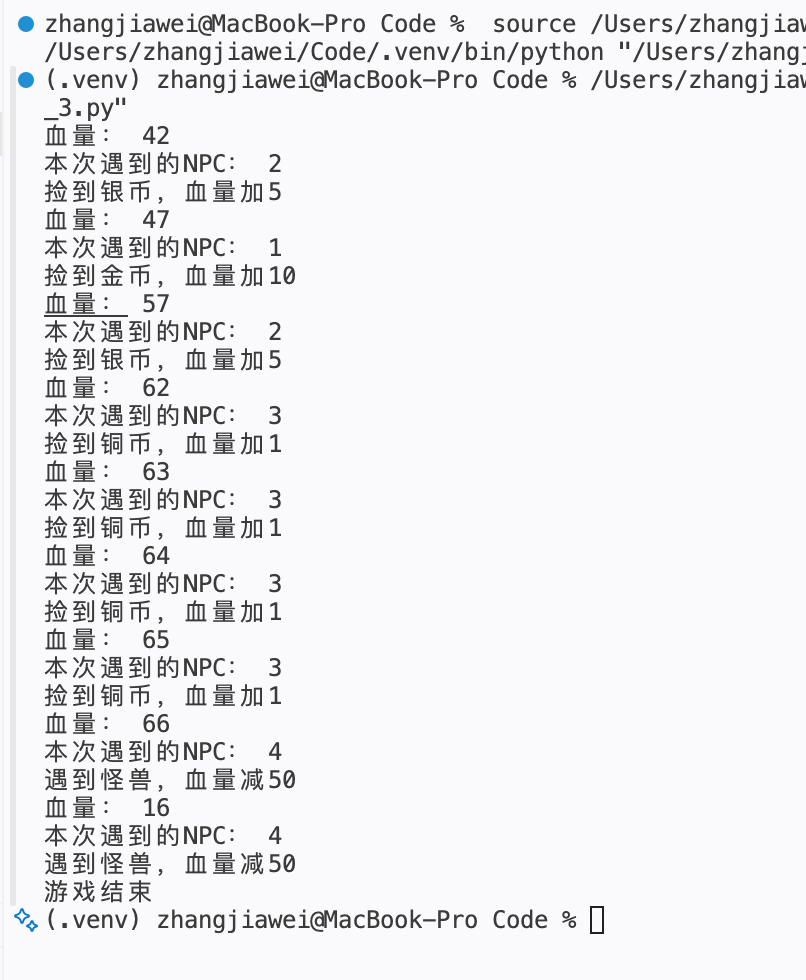 zhangjiawei@MacBook-Pro Code %  source /Users/zhangjiaw
/Users/zhangjiawei/Code/.venv/bin/python "/Users/zhangj
(.venv) zhangjiawei@MacBook-Pro Code % /Users/zhangjiaw
_3.py"
血量： 42
本次遇到的NPC： 2
捡到银币，血量加5
血量： 47
本次遇到的NPC： 1
捡到金币，血量加10
血量： 57
本次遇到的NPC： 2
捡到银币，血量加5
血量： 62
本次遇到的NPC： 3
捡到铜币，血量加1
血量： 63
本次遇到的NPC： 3
捡到铜币，血量加1
血量： 64
本次遇到的NPC： 3
捡到铜币，血量加1
血量： 65
本次遇到的NPC： 3
捡到铜币，血量加1
血量： 66
本次遇到的NPC： 4
遇到怪兽，血量减50
血量： 16
本次遇到的NPC： 4
遇到怪兽，血量减50
游戏结束
(.venv) zhangjiawei@MacBook-Pro Code %